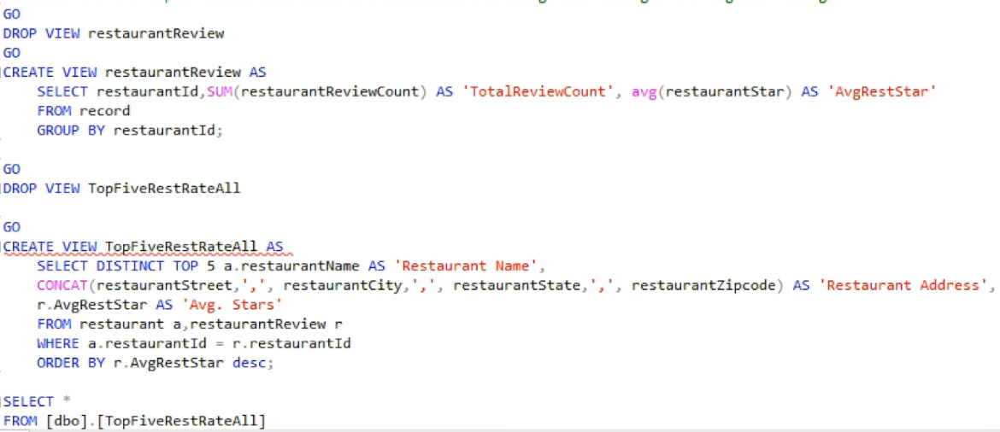 GO
DROP VIEW restaurantReview
GO
CREATE VIEW restaurantReview AS
SELECT restaurantId,SUM(restaurantReviewCount) AS 'TotalReviewCount', avg(restaurantStar) AS 'AvgRestStar'
FROM record
GROUP BY restaurantId;
GO
DROP VIEW TopFiveRestRateAll
GO
CREATE VIEW TopFiveRestRateAll AS
SELECT DISTINCT TOP 5 a.restaurantName AS 'Restaurant Name',
CONCAT(restaurantStreet,',', restaurantCity,',', restaurantState,',', restaurantZipcode) AS 'Restaurant Address',
r.AvgRestStar AS 'Avg. Stars'
FROM restaurant a,restaurantReview r
WHERE a.restaurantId = r.restaurantId
ORDER BY r.AvgRestStar desc;
SELECT *
FROM [dbo].[TopFiveRestRateAll]